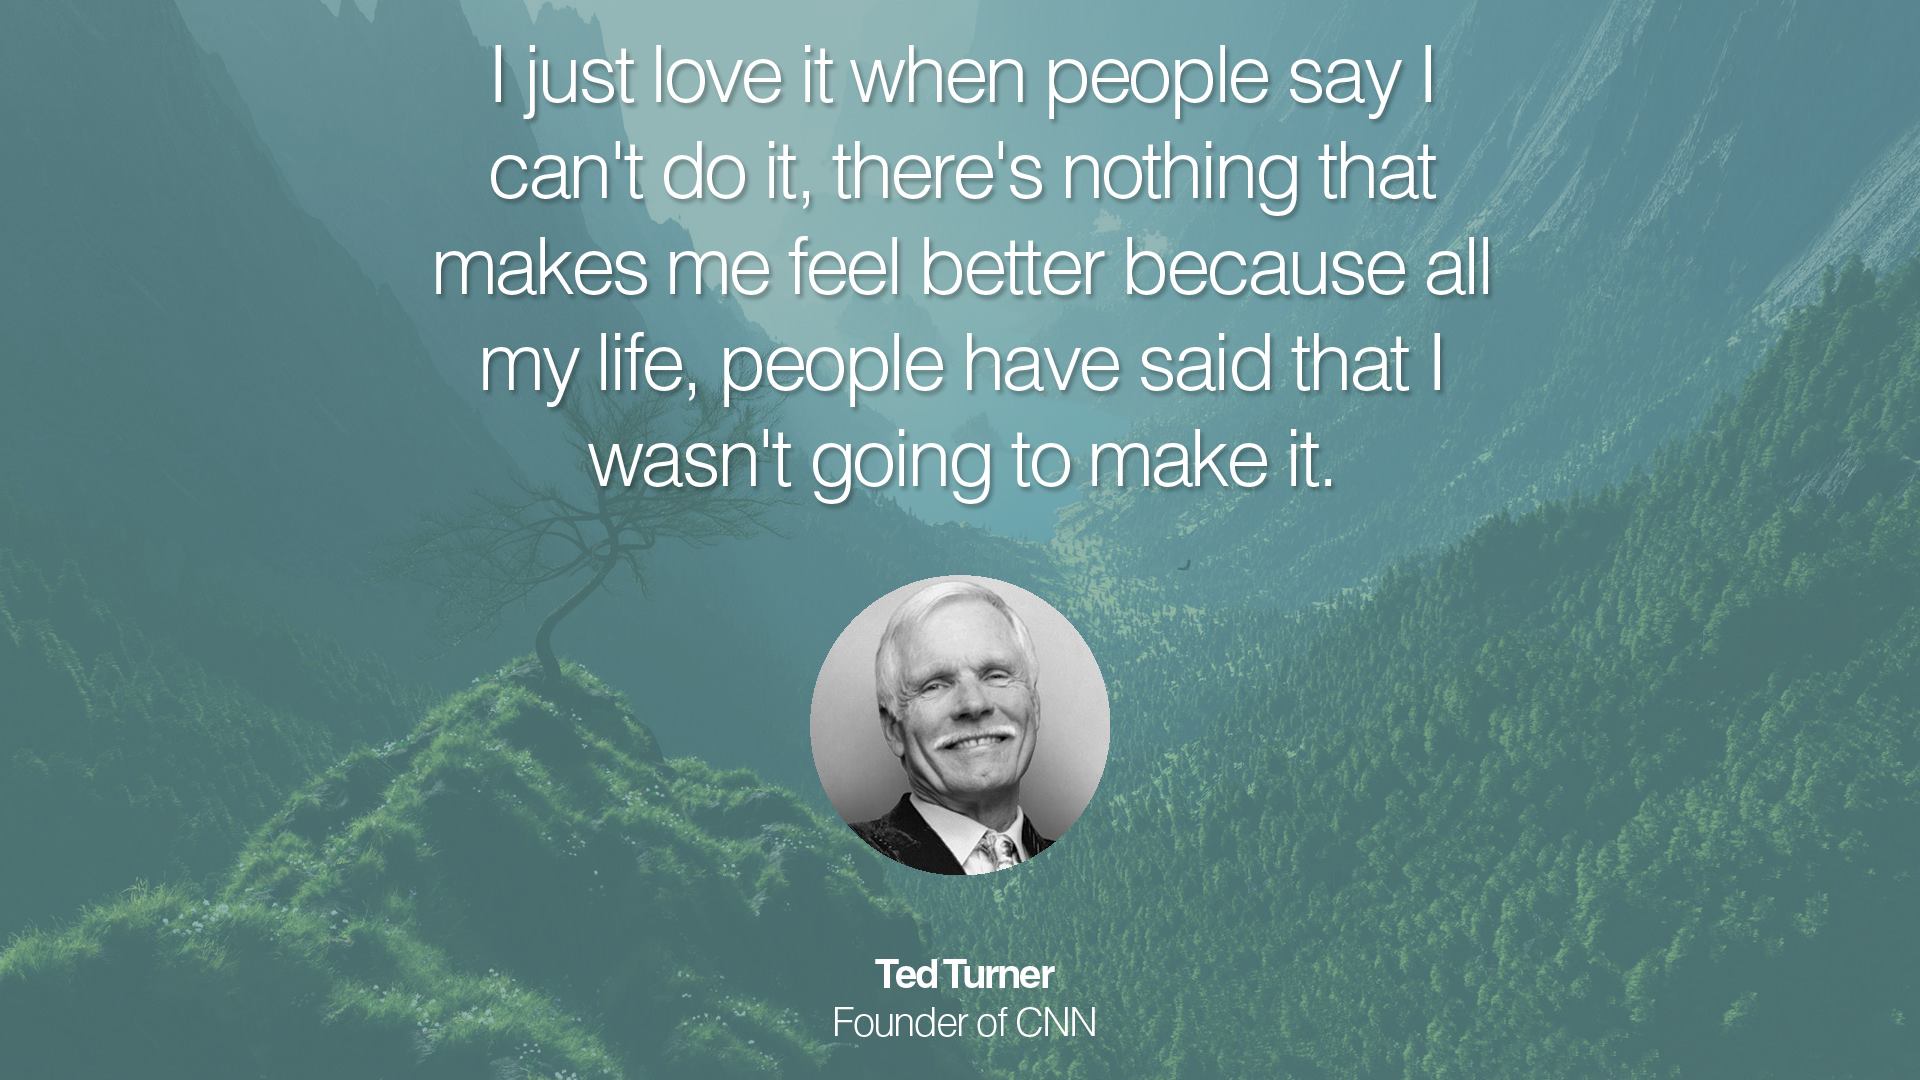 I just love it when people say I
can't do it, there's nothing that
makes me feel better because all
my life, people have said that I
wasn't going to make it.
Ted Turner
Founder of CNN